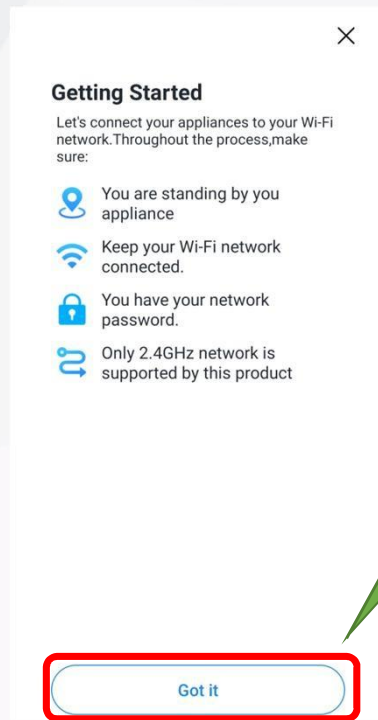 Getting Started
Let's connect your appliances to your Wi-Fi
network.Throughout the process,make
sure:
You are standing by you
appliance
Keep your Wi-Fi network
connected.
You have your network
password.
Only 2.4GHz network is
supported by this product
Got it